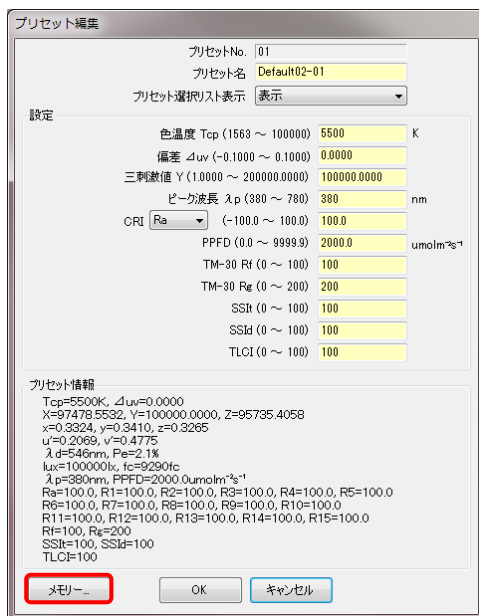 プリセット編集
プリセットNo. 01
プリセット名 Default02-01
プリセット選択リスト表示 表示
設定
色温度 Tcp (1563 ～ 100000) 5500 K
偏差 ⊿uv (-0.1000 ～ 0.1000) 0.0000
三刺激値 Y (1.0000 ～ 200000.0000) 100000.0000
ピーク波長 λp (380 ～ 780) 380 nm
CRI Ra (-100.0 ～ 100.0) 100.0
PPFD (0.0 ～ 9999.9) 2000.0 umolm⁻²s⁻¹
TM-30 Rf (0 ～ 100) 100
TM-30 Rg (0 ～ 200) 200
SSIt (0 ～ 100) 100
SSId (0 ～ 100) 100
TLCI (0 ～ 100) 100
プリセット情報
Tcp=5500K, ⊿uv=0.0000
X=97478.5532, Y=100000.0000, Z=95735.4058
x=0.3324, y=0.3410, z=0.3265
u'=0.2069, v'=0.4775
λd=546nm, Pe=2.1%
lux=100000lx, fc=9290fc
λp=380nm, PPFD=2000.0umolm⁻²s⁻¹
Ra=100.0, R1=100.0, R2=100.0, R3=100.0, R4=100.0, R5=100.0
R6=100.0, R7=100.0, R8=100.0, R9=100.0, R10=100.0
R11=100.0, R12=100.0, R13=100.0, R14=100.0, R15=100.0
Rf=100, Rg=200
SSIt=100, SSId=100
TLCI=100
メモリー... OK キャンセル